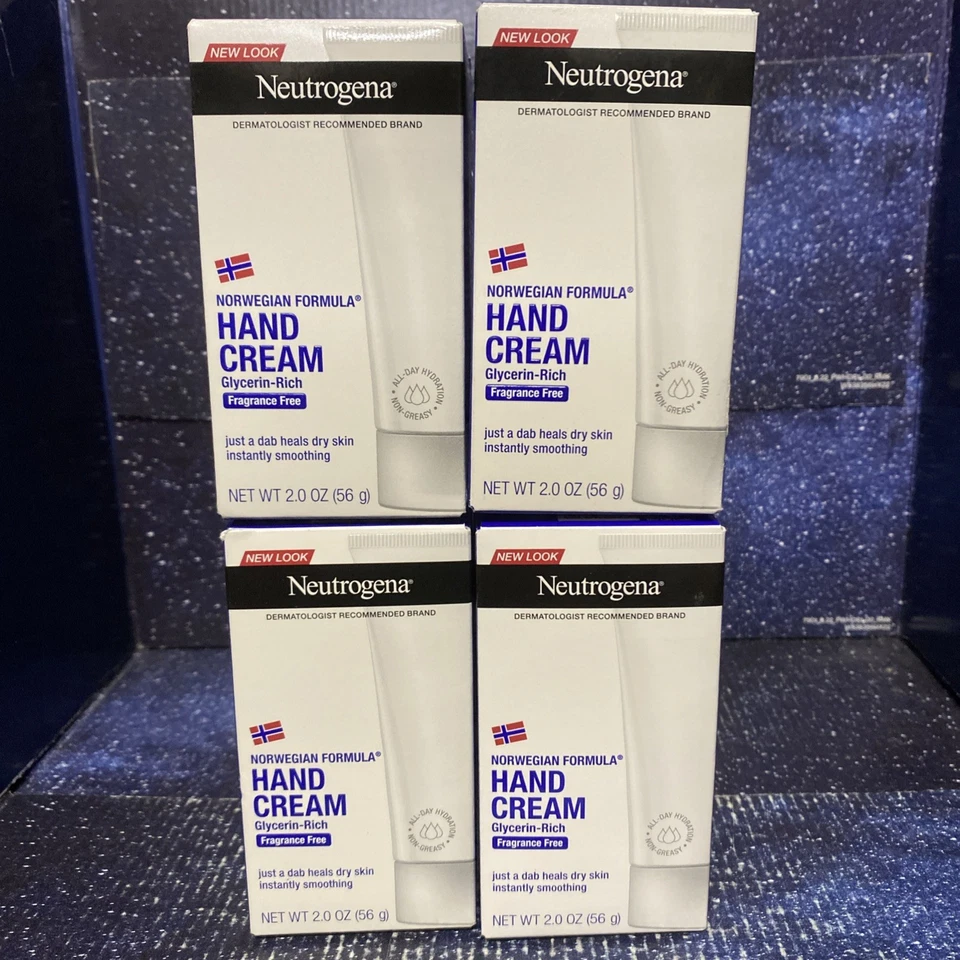 NEW LOOK
Neutrogena®
DERMATOLOGIST RECOMMENDED BRAND
NORWEGIAN FORMULA®
HAND
CREAM
Glycerin-Rich
Fragrance Free
ALL-DAY HYDRATION • NON-GREASY •
just a dab heals dry skin
instantly smoothing
NET WT 2.0 OZ (56 g)
NEW LOOK
Neutrogena®
DERMATOLOGIST RECOMMENDED BRAND
NORWEGIAN FORMULA®
HAND
CREAM
Glycerin-Rich
Fragrance Free
ALL-DAY HYDRATION • NON-GREASY •
just a dab heals dry skin
instantly smoothing
NET WT 2.0 OZ (56 g)
NEW LOOK
Neutrogena®
DERMATOLOGIST RECOMMENDED BRAND
NORWEGIAN FORMULA®
HAND
CREAM
Glycerin-Rich
Fragrance Free
ALL-DAY HYDRATION • NON-GREASY •
just a dab heals dry skin
instantly smoothing
NET WT 2.0 OZ (56 g)
NEW LOOK
Neutrogena®
DERMATOLOGIST RECOMMENDED BRAND
NORWEGIAN FORMULA®
HAND
CREAM
Glycerin-Rich
Fragrance Free
ALL-DAY HYDRATION • NON-GREASY •
just a dab heals dry skin
instantly smoothing
NET WT 2.0 OZ (56 g)